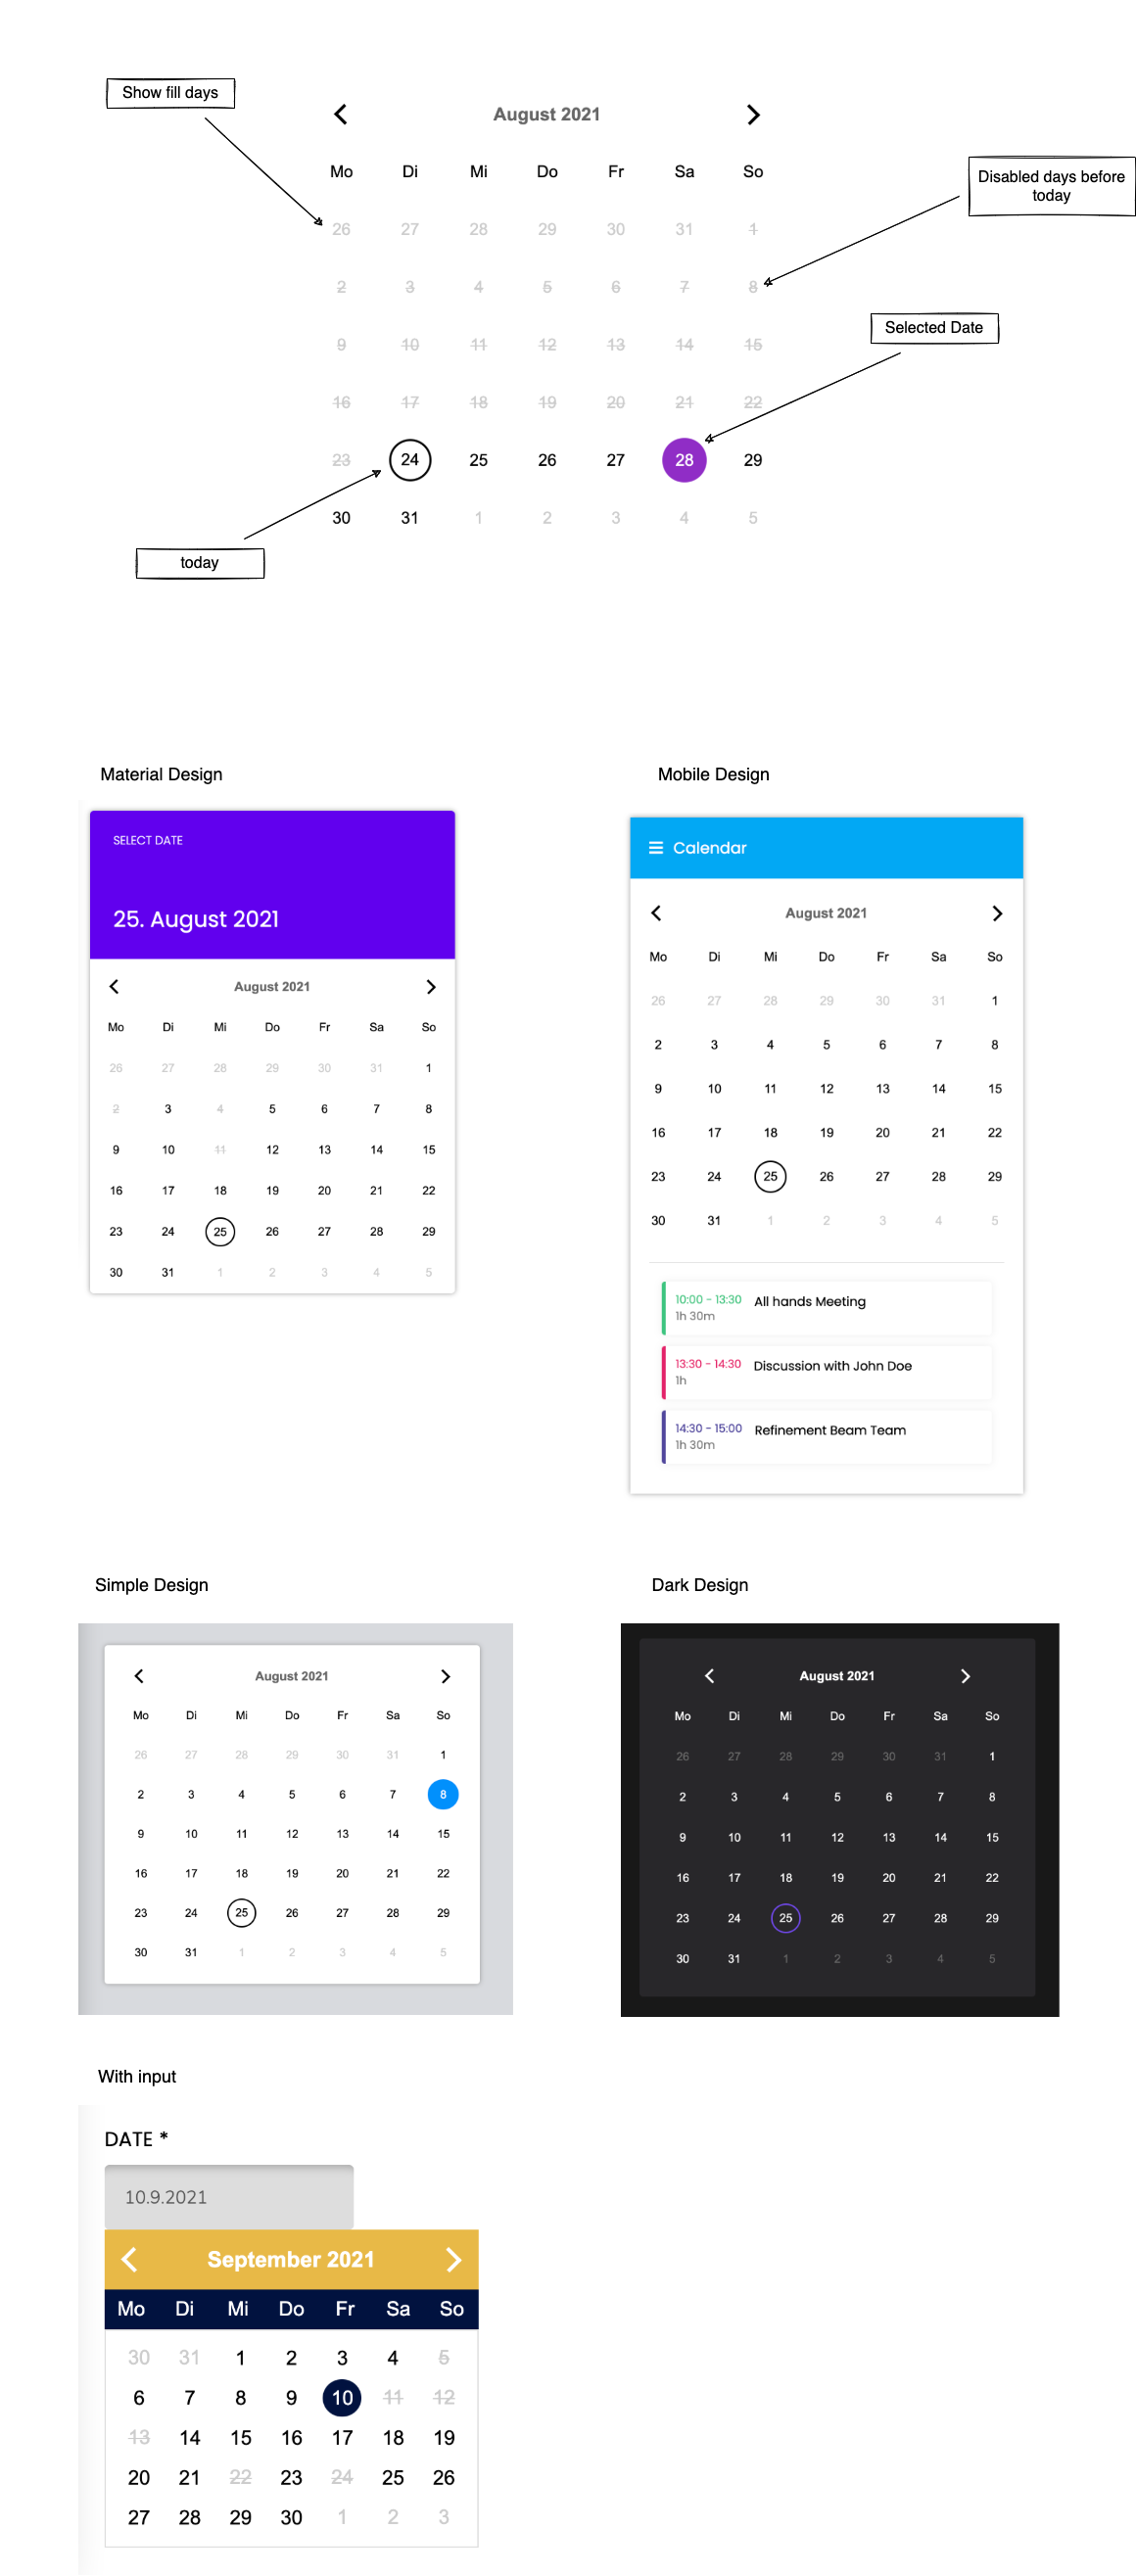 Show fill days
August 2021
Disabled days before
today
Mo Di Mi Do Fr Sa So
26 27 28 29 30 31 1
2 3 4 5 6 7 8
Selected Date
9 10 11 12 13 14 15
16 17 18 19 20 21 22
23 24 25 26 27 28 29
30 31 1 2 3 4 5
today
Material Design
SELECT DATE
25. August 2021
August 2021
Mo Di Mi Do Fr Sa So
26 27 28 29 30 31 1
2 3 4 5 6 7 8
9 10 11 12 13 14 15
16 17 18 19 20 21 22
23 24 25 26 27 28 29
30 31 1 2 3 4 5
Mobile Design
Calendar
August 2021
Mo Di Mi Do Fr Sa So
26 27 28 29 30 31 1
2 3 4 5 6 7 8
9 10 11 12 13 14 15
16 17 18 19 20 21 22
23 24 25 26 27 28 29
30 31 1 2 3 4 5
10:00 - 13:30 All hands Meeting
1h 30m
13:30 - 14:30 Discussion with John Doe
1h
14:30 - 15:00 Refinement Beam Team
1h 30m
Simple Design
August 2021
Mo Di Mi Do Fr Sa So
26 27 28 29 30 31 1
2 3 4 5 6 7 8
9 10 11 12 13 14 15
16 17 18 19 20 21 22
23 24 25 26 27 28 29
30 31 1 2 3 4 5
Dark Design
August 2021
Mo Di Mi Do Fr Sa So
26 27 28 29 30 31 1
2 3 4 5 6 7 8
9 10 11 12 13 14 15
16 17 18 19 20 21 22
23 24 25 26 27 28 29
30 31 1 2 3 4 5
With input
DATE *
10.9.2021
September 2021
Mo Di Mi Do Fr Sa So
30 31 1 2 3 4 5
6 7 8 9 10 11 12
13 14 15 16 17 18 19
20 21 22 23 24 25 26
27 28 29 30 1 2 3